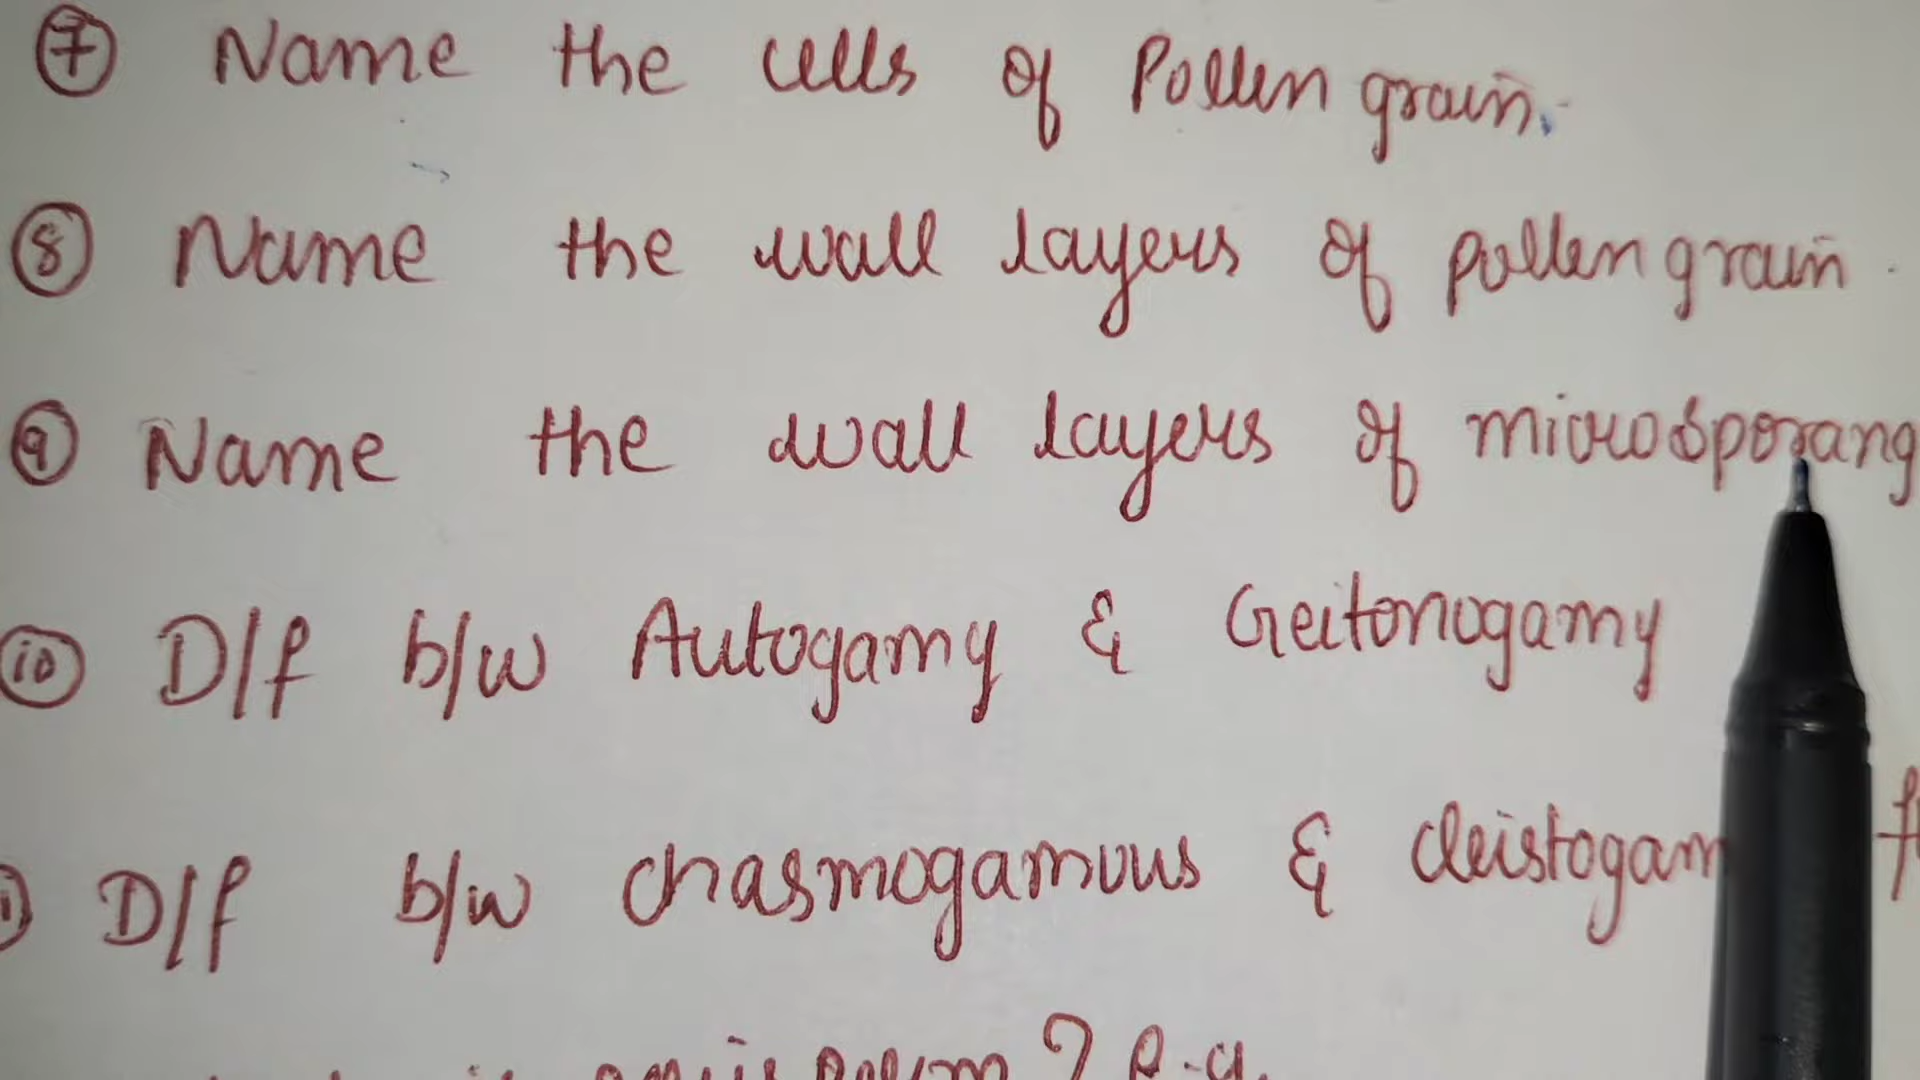 7 Name the cells of Pollen grain.
8 Name the wall layers of pollen grain.
9 Name the wall layers of microsporang
10 D/f b/w Autogamy & Geitonogamy
D/f b/w chasmogamous & cleistogam
? e.g.